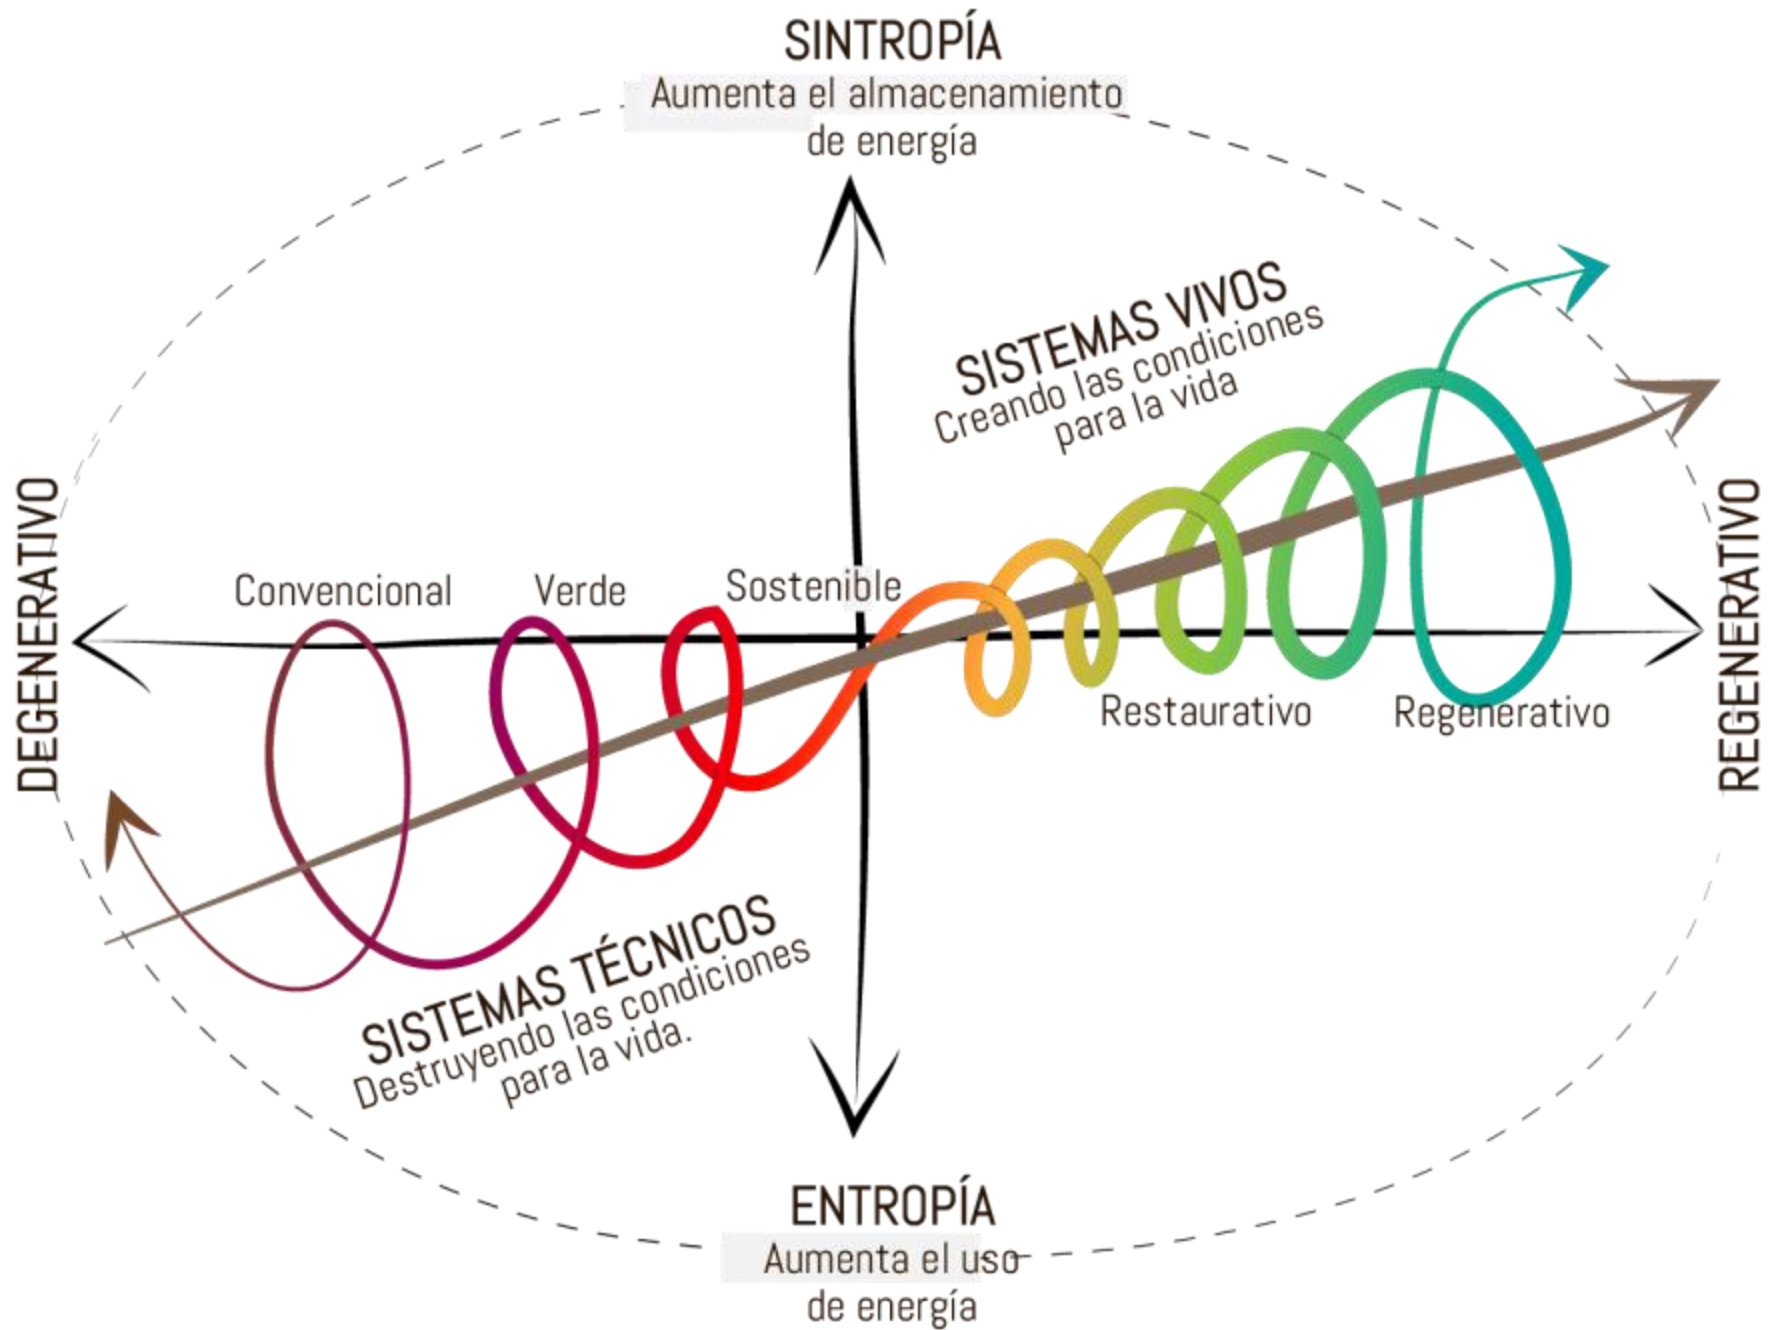 SINTROPÍA
Aumenta el almacenamiento
de energía
SISTEMAS VIVOS
Creando las condiciones
para la vida
DEGENERATIVO
REGENERATIVO
Convencional
Verde
Sostenible
Restaurativo
Regenerativo
SISTEMAS TÉCNICOS
Destruyendo las condiciones
para la vida.
ENTROPÍA
Aumenta el uso
de energía